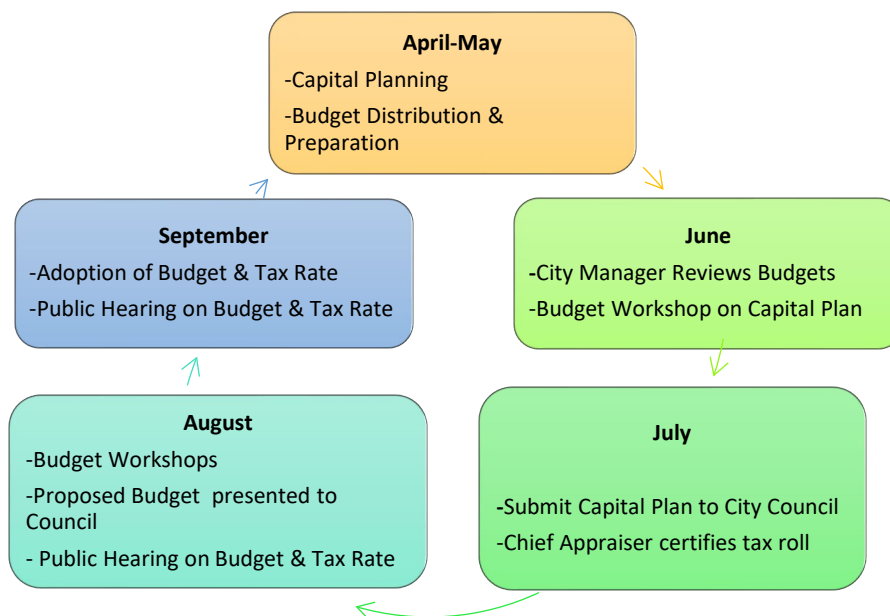 April-May
-Capital Planning
-Budget Distribution &
Preparation
June
-City Manager Reviews Budgets
-Budget Workshop on Capital Plan
July
-Submit Capital Plan to City Council
-Chief Appraiser certifies tax roll
August
-Budget Workshops
-Proposed Budget  presented to
Council
- Public Hearing on Budget & Tax Rate
September
-Adoption of Budget & Tax Rate
-Public Hearing on Budget & Tax Rate